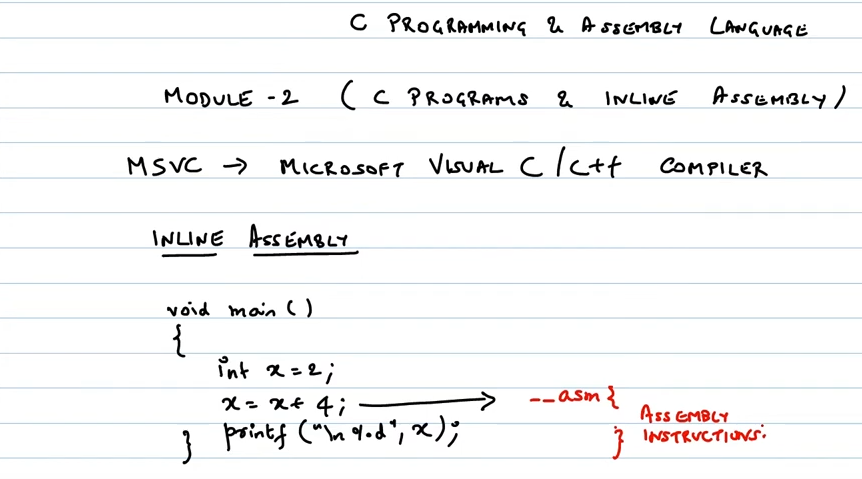 C PROGRAMMING & ASSEMBLY LANGUAGE
MODULE - 2 ( C PROGRAMS & INLINE ASSEMBLY )
MSVC → MICROSOFT VISUAL C / C++ COMPILER
INLINE ASSEMBLY
void main ( )
{
int x = 2 ;
x = x + 4 ; → __asm {
ASSEMBLY
} printf ("\n %d", x ) ; } INSTRUCTIONS.